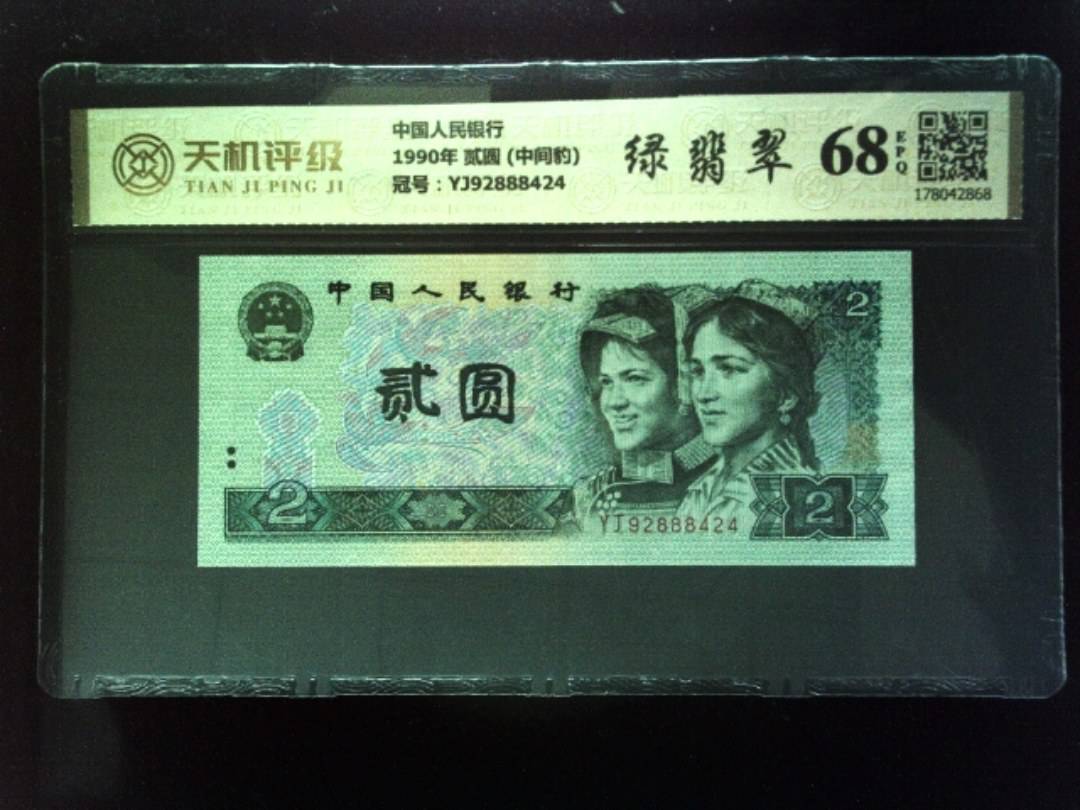 天机评级
TIAN JI PING JI
中国人民银行
1990年 贰圆 (中间豹)
冠号：YJ92888424
绿翡翠
68
EPQ
178042868
中国人民银行
2
贰圆
2
YJ92888424
2